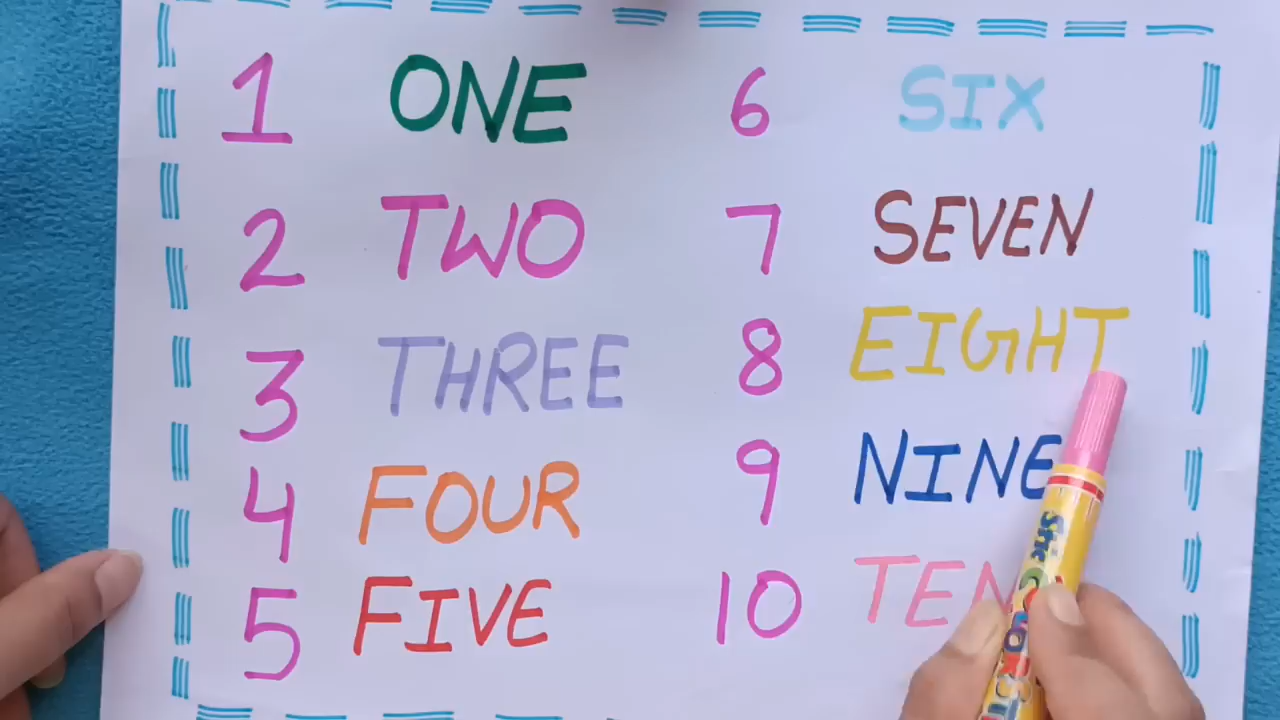 1 ONE 6 SIX
2 TWO 7 SEVEN
3 THREE 8 EIGHT
4 FOUR 9 NINE
5 FIVE 10 TEN